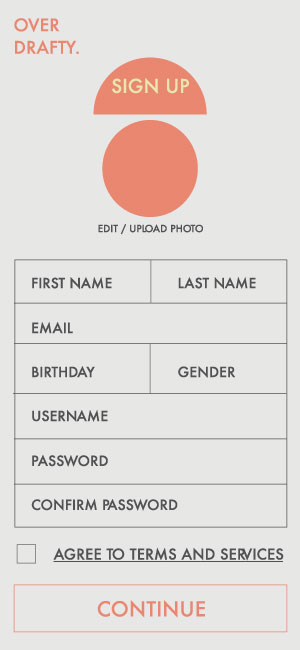 OVER
DRAFTY.
SIGN UP
EDIT / UPLOAD PHOTO
FIRST NAME LAST NAME
EMAIL
BIRTHDAY GENDER
USERNAME
PASSWORD
CONFIRM PASSWORD
AGREE TO TERMS AND SERVICES
CONTINUE